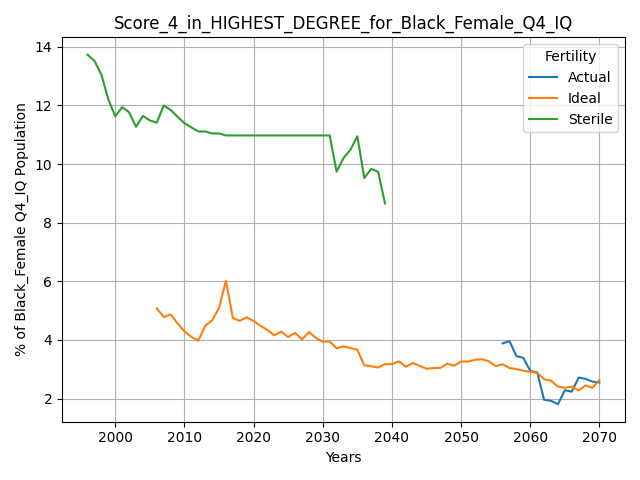 Score_4_in_HIGHEST_DEGREE_for_Black_Female_Q4_IQ
Fertility
Actual
Ideal
Sterile
% of Black_Female Q4_IQ Population
14
12
10
8
6
4
2
2000 2010 2020 2030 2040 2050 2060 2070
Years